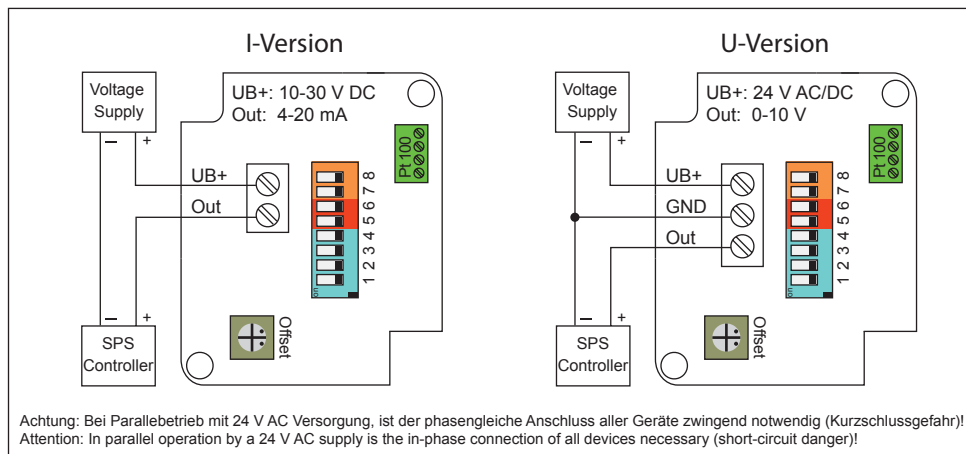 I-Version
Voltage
Supply
UB+: 10-30 V DC
Out: 4-20 mA
Pt 100
– +
UB+
Out
8
7
6
5
4
3
2
1
on
– +
SPS
Controller
Offset
U-Version
Voltage
Supply
UB+: 24 V AC/DC
Out: 0-10 V
Pt 100
– +
UB+
GND
Out
8
7
6
5
4
3
2
1
on
– +
SPS
Controller
Offset
Achtung: Bei Parallebetrieb mit 24 V AC Versorgung, ist der phasengleiche Anschluss aller Geräte zwingend notwendig (Kurzschlussgefahr)!
Attention: In parallel operation by a 24 V AC supply is the in-phase connection of all devices necessary (short-circuit danger)!